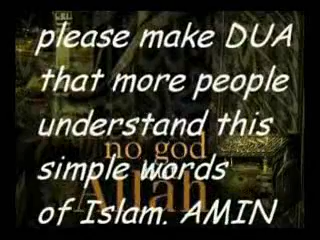 please make DUA
that more people
understand this
simple words
of Islam. AMIN
no god
Allah